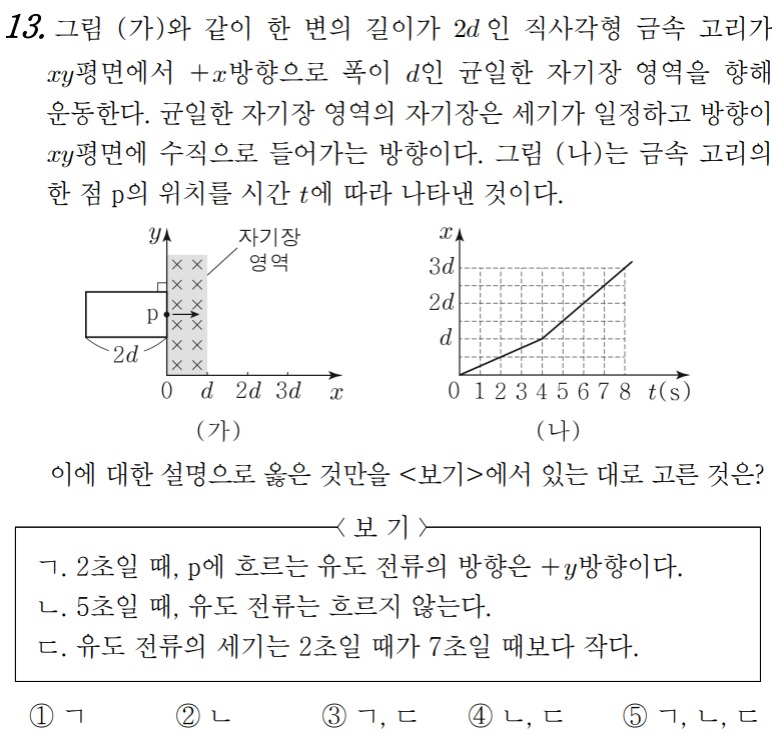 13. 그림 (가)와 같이 한 변의 길이가 2d인 직사각형 금속 고리가
xy평면에서 +x방향으로 폭이 d인 균일한 자기장 영역을 향해
운동한다. 균일한 자기장 영역의 자기장은 세기가 일정하고 방향이
xy평면에 수직으로 들어가는 방향이다. 그림 (나)는 금속 고리의
한 점 p의 위치를 시간 t에 따라 나타낸 것이다.
y
자기장
영역
× ×
× ×
× ×
p
× ×
× ×
× ×
2d
0 d 2d 3d x
(가)
x
3d
2d
d
0 1 2 3 4 5 6 7 8 t(s)
(나)
이에 대한 설명으로 옳은 것만을 <보기>에서 있는 대로 고른 것은?
<보 기>
ㄱ. 2초일 때, p에 흐르는 유도 전류의 방향은 +y방향이다.
ㄴ. 5초일 때, 유도 전류는 흐르지 않는다.
ㄷ. 유도 전류의 세기는 2초일 때가 7초일 때보다 작다.
① ㄱ ② ㄴ ③ ㄱ, ㄷ ④ ㄴ, ㄷ ⑤ ㄱ, ㄴ, ㄷ